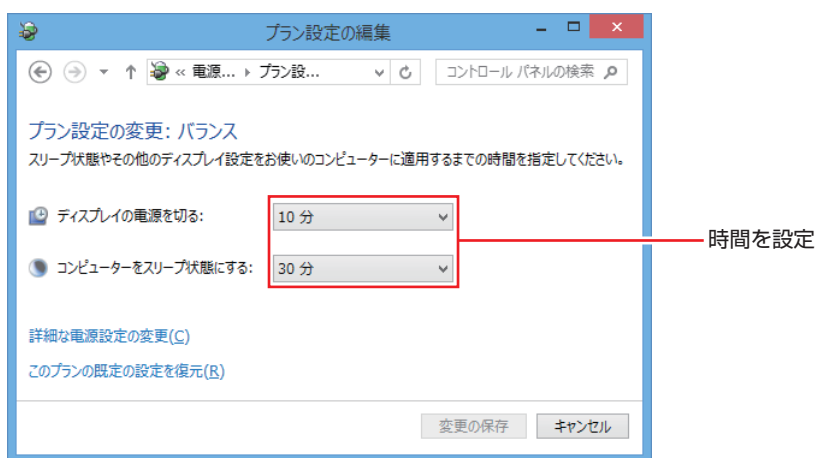 プラン設定の編集
« 電源... › プラン設...
コントロール パネルの検索
プラン設定の変更: バランス
スリープ状態やその他のディスプレイ設定をお使いのコンピューターに適用するまでの時間を指定してください。
ディスプレイの電源を切る: 10 分
時間を設定
コンピューターをスリープ状態にする: 30 分
詳細な電源設定の変更(C)
このプランの既定の設定を復元(R)
変更の保存 キャンセル